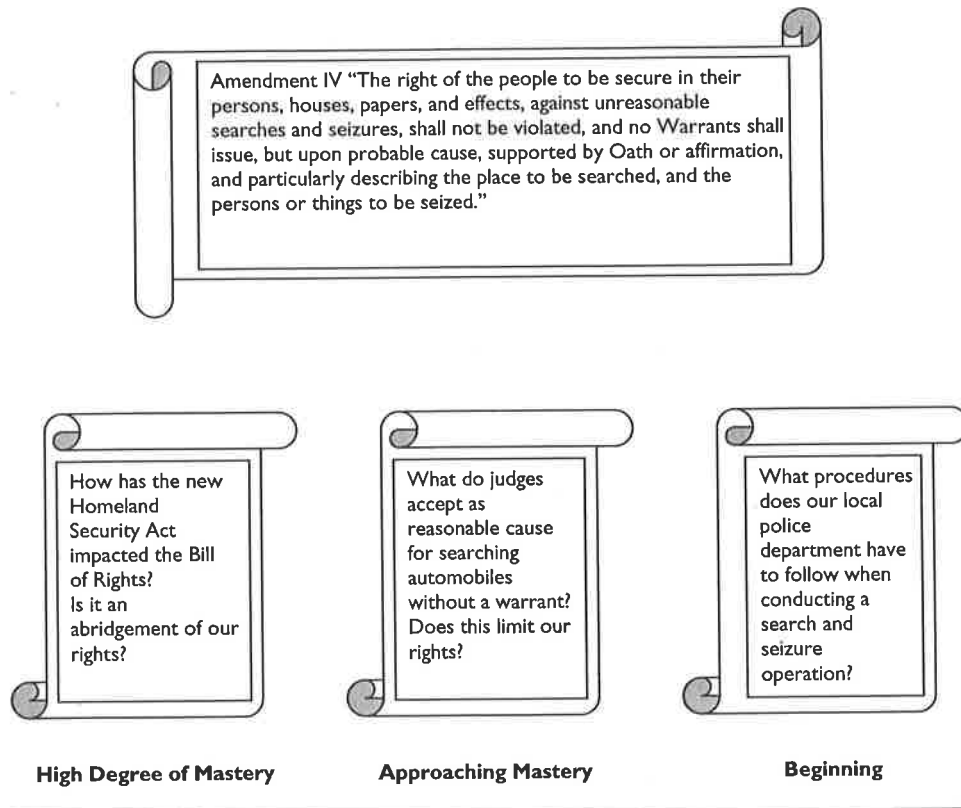 Amendment IV “The right of the people to be secure in their
persons, houses, papers, and effects, against unreasonable
searches and seizures, shall not be violated, and no Warrants shall
issue, but upon probable cause, supported by Oath or affirmation,
and particularly describing the place to be searched, and the
persons or things to be seized.”
How has the new
Homeland
Security Act
impacted the Bill
of Rights?
Is it an
abridgement of our
rights?
What do judges
accept as
reasonable cause
for searching
automobiles
without a warrant?
Does this limit our
rights?
What procedures
does our local
police
department have
to follow when
conducting a
search and
seizure
operation?
High Degree of Mastery
Approaching Mastery
Beginning